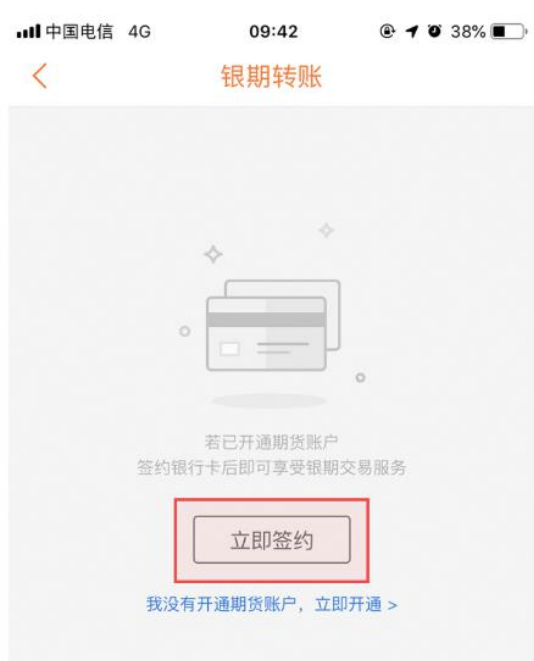 中国电信 4G 09:42 38%
银期转账
若已开通期货账户
签约银行卡后即可享受银期交易服务
立即签约
我没有开通期货账户，立即开通 >